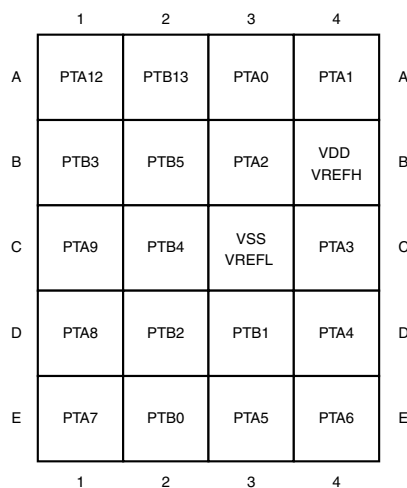 1 2 3 4
A PTA12 PTB13 PTA0 PTA1 A
B PTB3 PTB5 PTA2 VDD VREFH B
C PTA9 PTB4 VSS VREFL PTA3 C
D PTA8 PTB2 PTB1 PTA4 D
E PTA7 PTB0 PTA5 PTA6 E
1 2 3 4